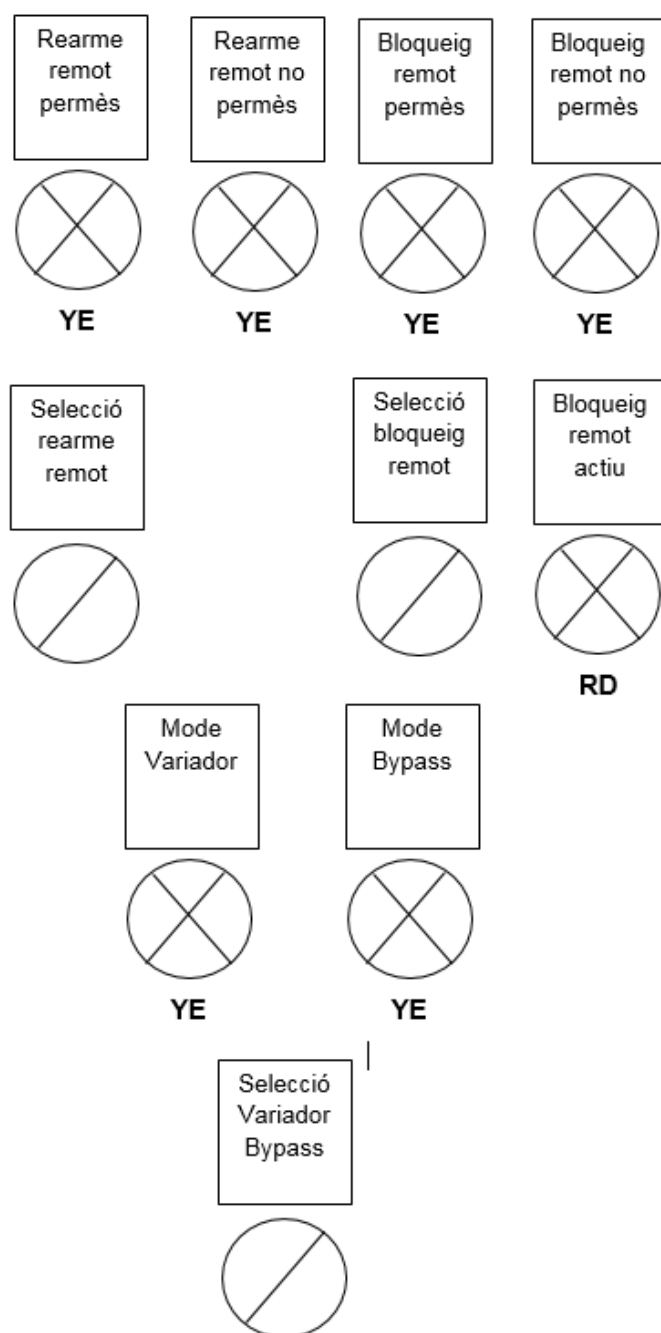 Rearme
remot
permès
Rearme
remot no
permès
Bloqueig
remot
permès
Bloqueig
remot no
permès
YE
YE
YE
YE
Selecció
rearme
remot
Selecció
bloqueig
remot
Bloqueig
remot
actiu
RD
Mode
Variador
Mode
Bypass
YE
YE
Selecció
Variador
Bypass